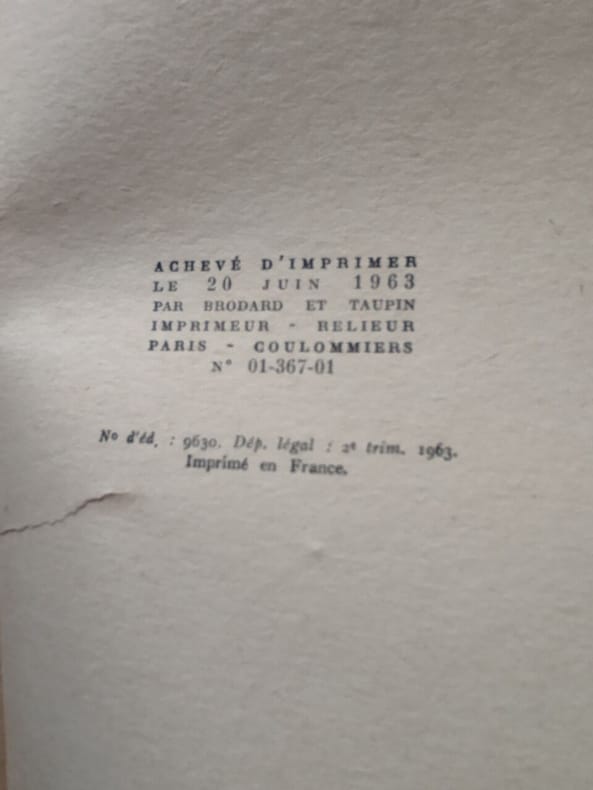 ACHEVÉ D'IMPRIMER
LE 20 JUIN 1963
PAR BRODARD ET TAUPIN
IMPRIMEUR - RELIEUR
PARIS - COULOMMIERS
N° 01-367-01
No d'éd. : 9630. Dép. légal : 2e trim. 1963.
Imprimé en France.